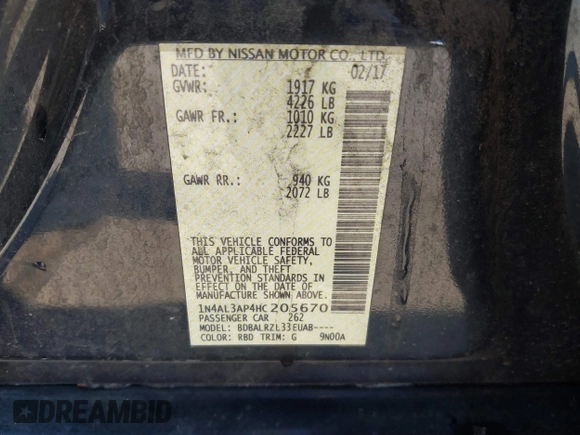 MFD BY NISSAN MOTOR CO., LTD.
DATE: 02/17
GVWR: 1917 KG
4226 LB
GAWR FR.: 1010 KG
2227 LB
GAWR RR.: 940 KG
2072 LB
THIS VEHICLE CONFORMS TO
ALL APPLICABLE FEDERAL
MOTOR VEHICLE SAFETY,
BUMPER, AND THEFT
PREVENTION STANDARDS IN
EFFECT ON THE DATE OF
MANUFACTURE SHOWN ABOVE.
1N4AL3AP4HC205670
PASSENGER CAR 262
MODEL: BDBALRZL33EUAB----
COLOR: RBD TRIM: G 9N00A
DREAMBID